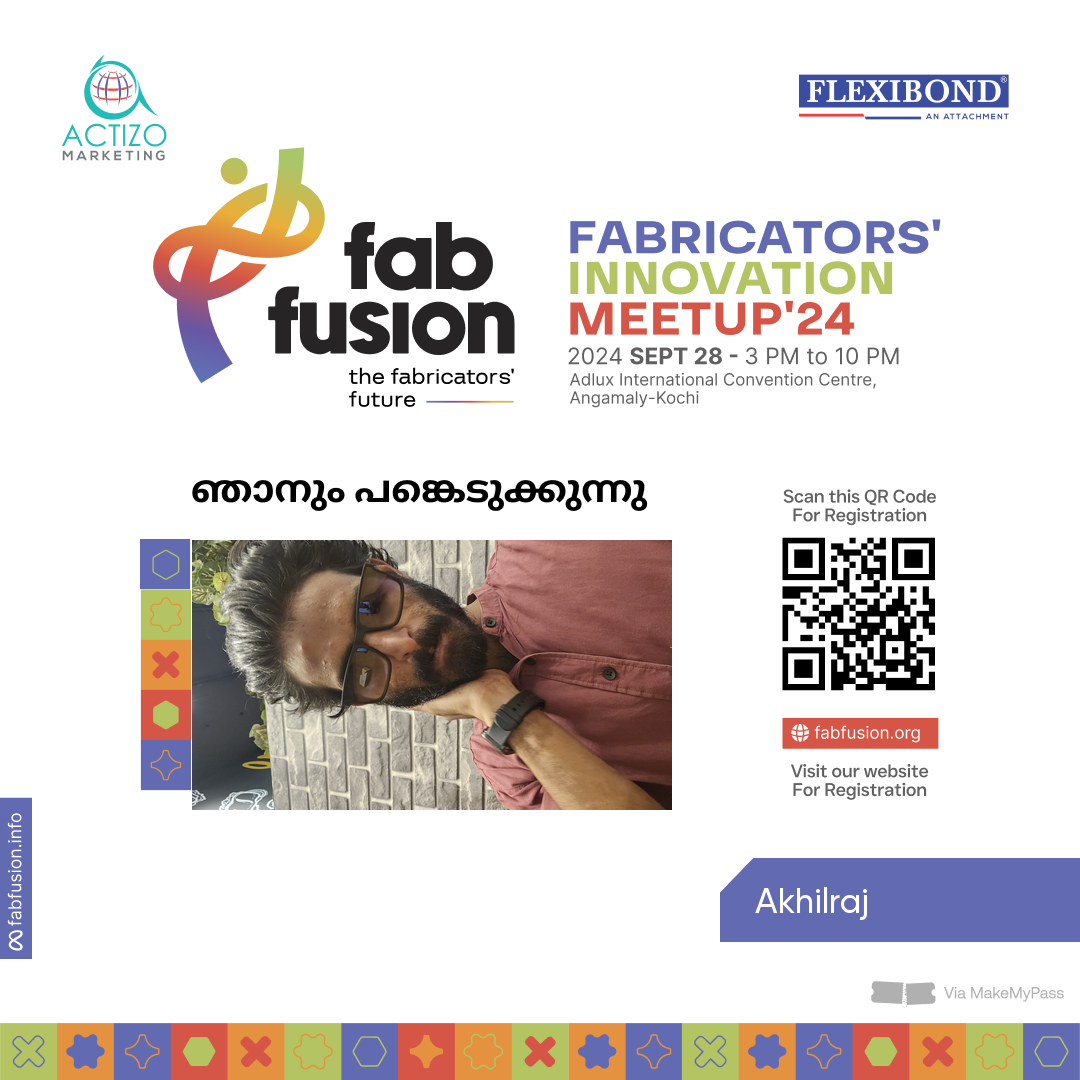 ACTIZO
MARKETING
FLEXIBOND®
AN ATTACHMENT
fab
fusion
the fabricators'
future
FABRICATORS'
INNOVATION
MEETUP'24
2024 SEPT 28 - 3 PM to 10 PM
Adlux International Convention Centre,
Angamaly-Kochi
ഞാനും പങ്കെടുക്കുന്നു
Scan this QR Code
For Registration
fabfusion.org
Visit our website
For Registration
fabfusion.info
Akhilraj
Via MakeMyPass